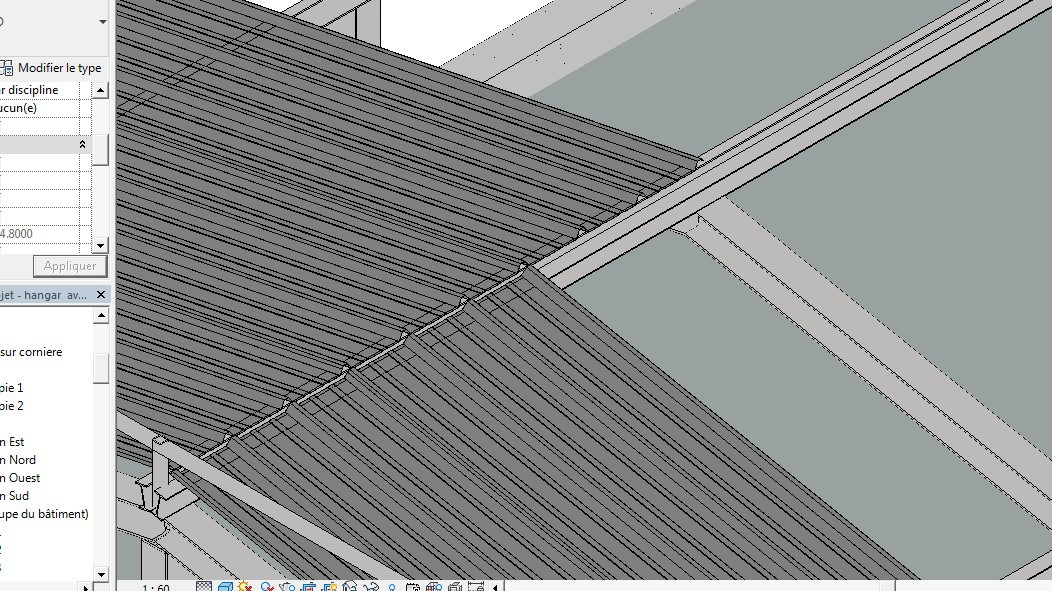 Modifier le type
r discipline
ucun(e)
4.8000
Appliquer
jet - hangar av...
sur corniere
pie 1
pie 2
n Est
n Nord
n Ouest
n Sud
upe du bâtiment)
1 : 60